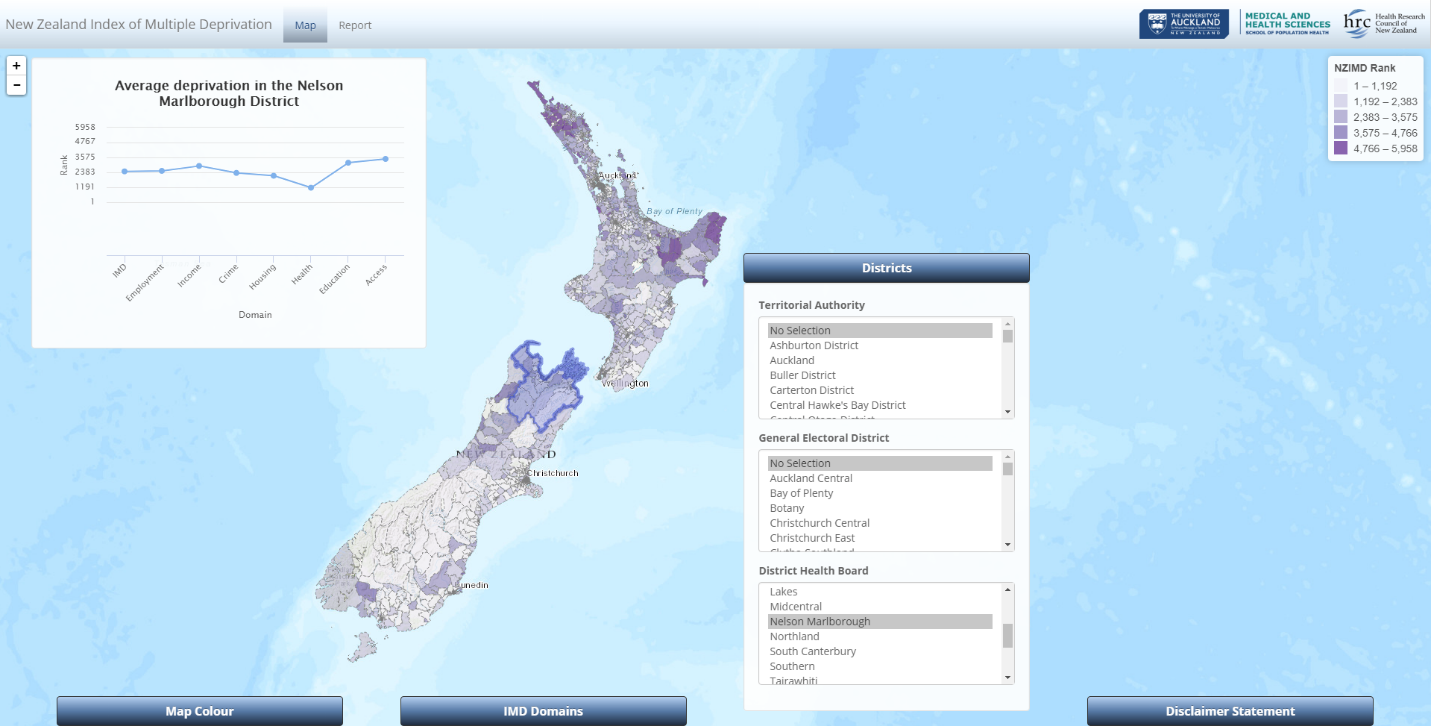 New Zealand Index of Multiple Deprivation
Map
Report
THE UNIVERSITY OF
AUCKLAND
NEW ZEALAND
MEDICAL AND
HEALTH SCIENCES
SCHOOL OF POPULATION HEALTH
hrc
Health Research
Council of
New Zealand
+
−
Average deprivation in the Nelson
Marlborough District
Rank
5958
4767
3575
2383
1191
1
IMD
Employment
Income
Crime
Housing
Health
Education
Access
Domain
NZIMD Rank
1 – 1,192
1,192 – 2,383
2,383 – 3,575
3,575 – 4,766
4,766 – 5,958
Auckland
Bay of Plenty
Wellington
NEW ZEALAND
Christchurch
unedin
Districts
Territorial Authority
No Selection
Ashburton District
Auckland
Buller District
Carterton District
Central Hawke's Bay District
Central Otago District
General Electoral District
No Selection
Auckland Central
Bay of Plenty
Botany
Christchurch Central
Christchurch East
Clutha-Southland
District Health Board
Lakes
Midcentral
Nelson Marlborough
Northland
South Canterbury
Southern
Tairawhiti
Map Colour
IMD Domains
Disclaimer Statement